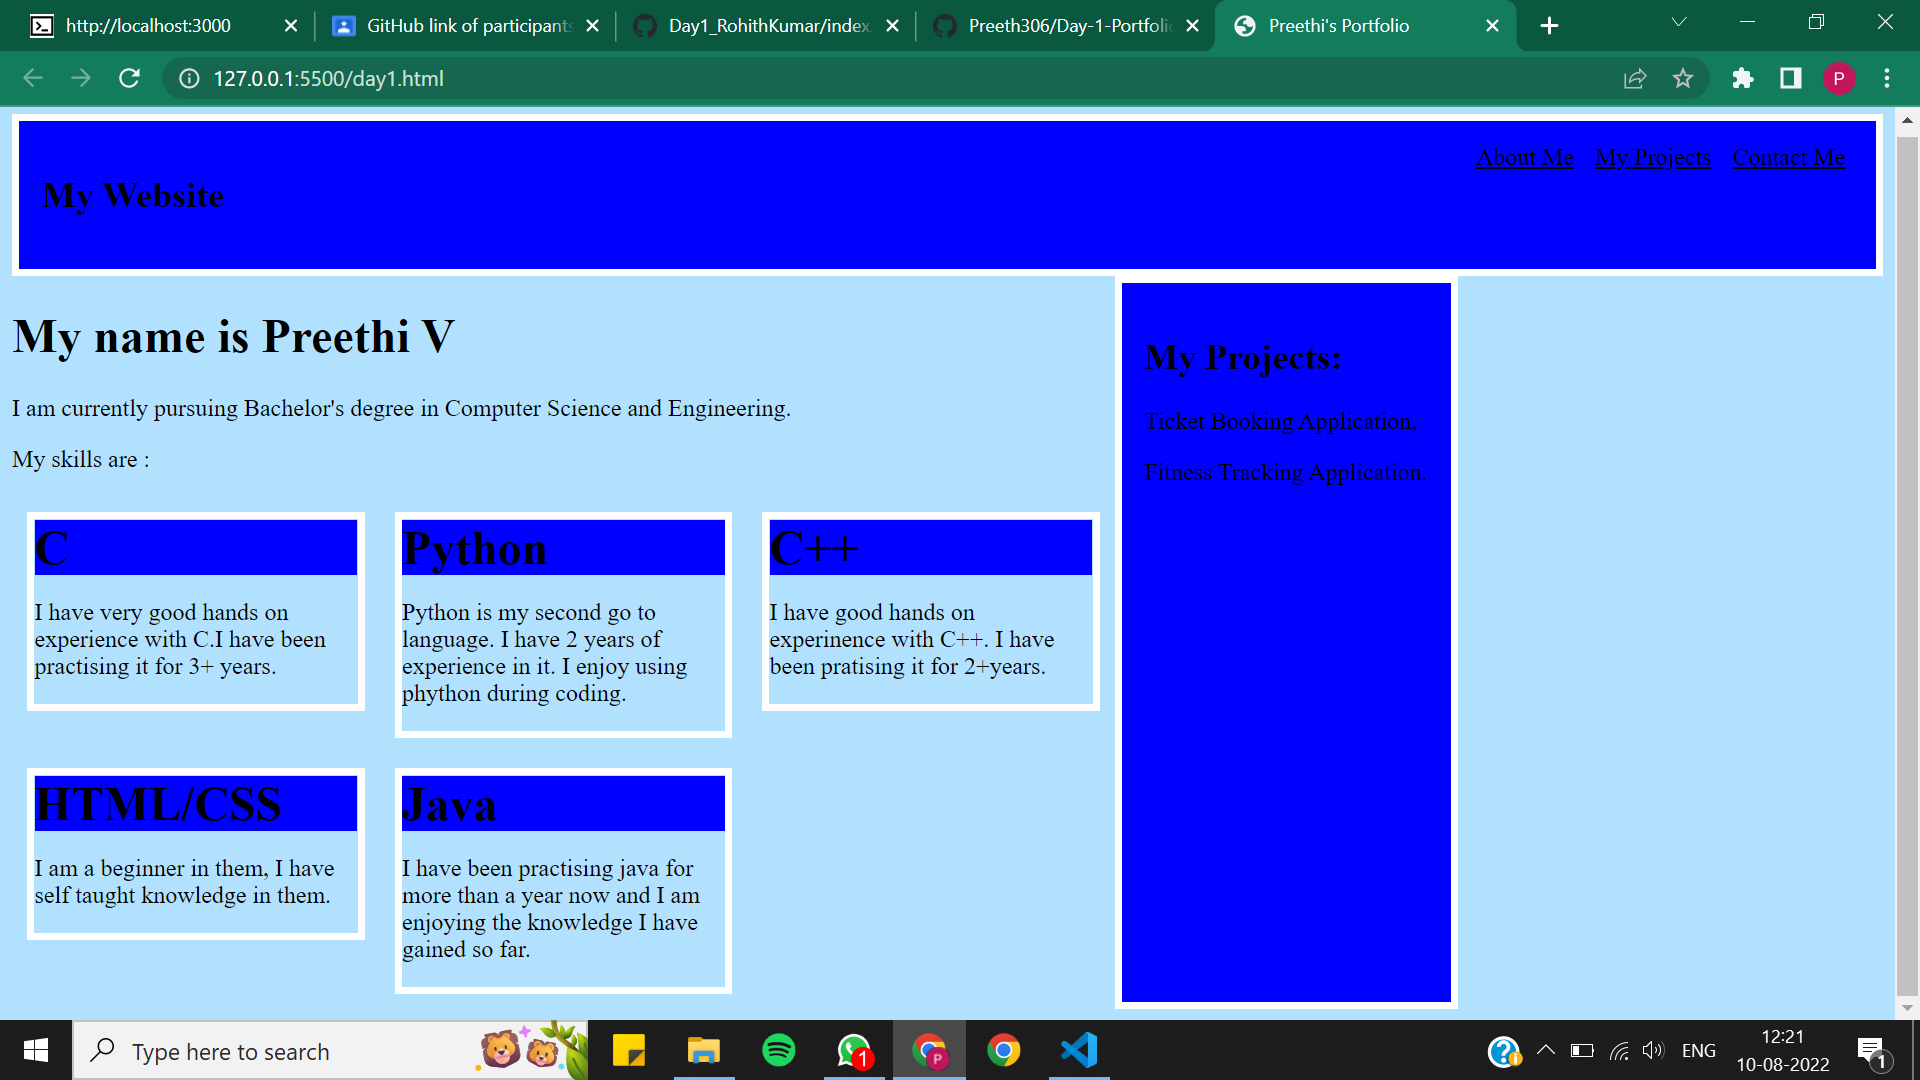 http://localhost:3000
GitHub link of participants
Day1_RohithKumar/index.
Preeth306/Day-1-Portfolio
Preethi's Portfolio
127.0.0.1:5500/day1.html
P
About Me My Projects Contact Me
My Website
My name is Preethi V
I am currently pursuing Bachelor's degree in Computer Science and Engineering.
My skills are :
C
I have very good hands on
experience with C.I have been
practising it for 3+ years.
Python
Python is my second go to
language. I have 2 years of
experience in it. I enjoy using
phython during coding.
C++
I have good hands on
experinence with C++. I have
been pratising it for 2+years.
HTML/CSS
I am a beginner in them, I have
self taught knowledge in them.
Java
I have been practising java for
more than a year now and I am
enjoying the knowledge I have
gained so far.
My Projects:
Ticket Booking Application.
Fitness Tracking Application.
Type here to search
1
P
ENG
12:21
10-08-2022
1